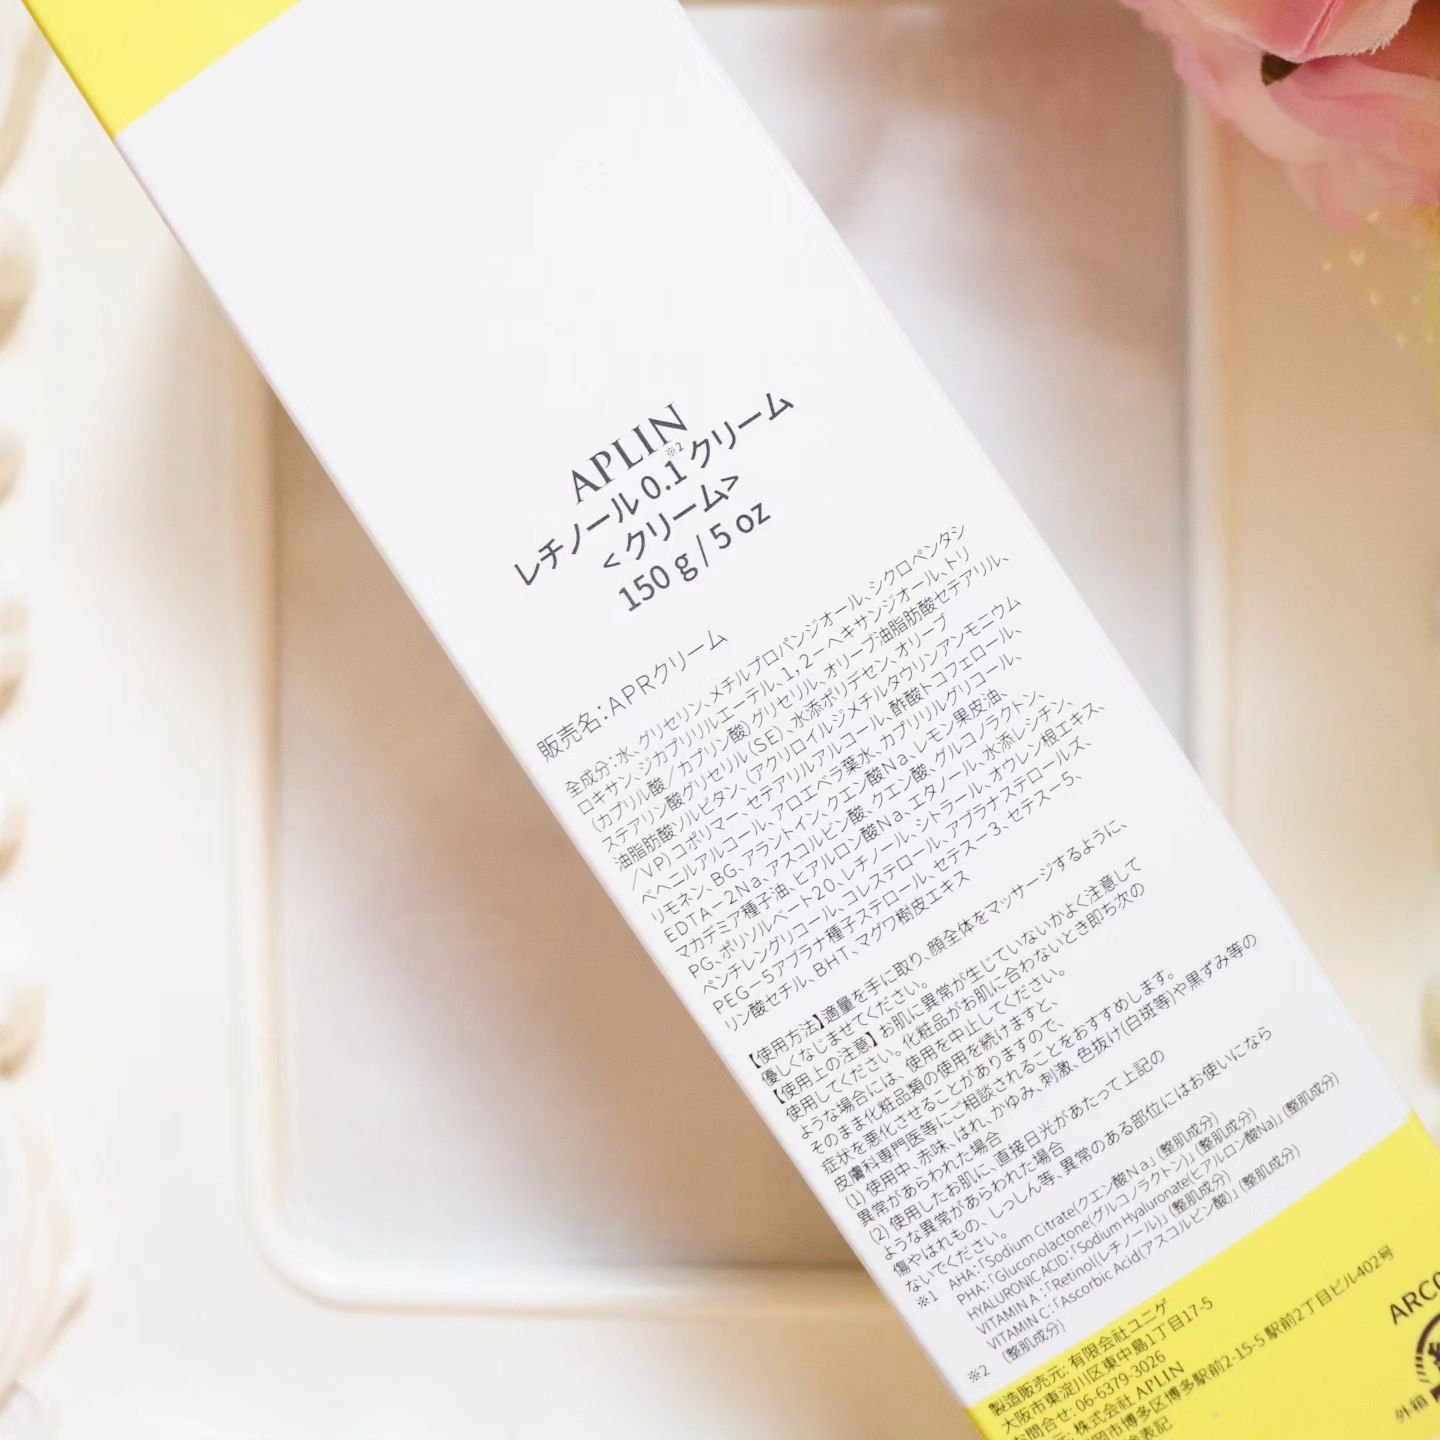 APLIN
レチノール 0.1※2 クリーム
<クリーム>
150 g / 5 oz
販売名：APRクリーム
全成分：水、グリセリン、メチルプロパンジオール、シクロペンタシ
ロキサン、ジカプリリルエーテル、1，2－ヘキサンジオール、トリ
（カプリル酸／カプリン酸）グリセリル、オリーブ油脂肪酸セテアリル、
ステアリン酸グリセリル（SE）、水添ポリデセン、オリーブ
油脂肪酸ソルビタン、（アクリロイルジメチルタウリンアンモニウム
／VP）コポリマー、セテアリルアルコール、酢酸トコフェロール、
ベヘニルアルコール、アロエベラ葉水、カプリリルグリコール、
リモネン、BG、アラントイン、クエン酸Na、レモン果皮油、
EDTA－2Na、アスコルビン酸、クエン酸、グルコノラクトン、
マカデミア種子油、ヒアルロン酸Na、エタノール、水添レシチン、
PG、ポリソルベート20、レチノール、シトラール、オウレン根エキス、
ペンチレングリコール、コレステロール、アブラナステロールズ、
PEG－5アブラナ種子ステロール、セテス－3、セテス－5、
リン酸セチル、BHT、マグワ樹皮エキス
【使用方法】適量を手に取り、顔全体をマッサージするように、
優しくなじませてください。
【使用上の注意】お肌に異常が生じていないかよく注意して
使用してください。化粧品がお肌に合わないとき即ち次の
ような場合には、使用を中止してください。
そのまま化粧品類の使用を続けますと、
症状を悪化させることがありますので、
皮膚科専門医等にご相談されることをおすすめします。
(1) 使用中、赤味、はれ、かゆみ、刺激、色抜け(白斑等)や黒ずみ等の
異常があらわれた場合
(2) 使用したお肌に、直接日光があたって上記の
ような異常があらわれた場合
傷やはれもの、しっしん等、異常のある部位にはお使いになら
ないでください。
※1 AHA：「Sodium Citrate(クエン酸Na」(整肌成分)
PHA：「Gluconolactone(グルコノラクトン)」(整肌成分)
HYALURONIC ACID：「Sodium Hyaluronate(ヒアルロン酸Na)」(整肌成分)
VITAMIN A：「Retinol(レチノール)」(整肌成分)
VITAMIN C：「Ascorbic Acid(アスコルビン酸)」(整肌成分)
※2 (整肌成分)
製造販売元: 有限会社ユニゲ
大阪市東淀川区東中島1丁目17-5
お問合せ: 06-6379-3026
元: 株式会社 APLIN
岡市博多区博多駅前2-15-5 駅前2丁目ビル402号
表記
外箱